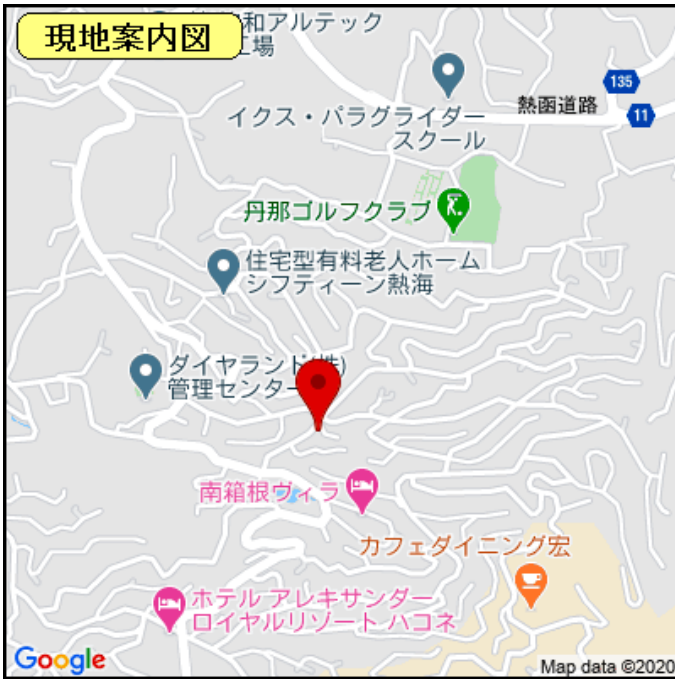 現地案内図
和アルテック
工場
イクス・パラグライダー
スクール
135
熱函道路
11
丹那ゴルフクラブ
住宅型有料老人ホーム
シフティーン熱海
ダイヤランド(株)
管理センター
南箱根ヴィラ
カフェダイニング宏
ホテル アレキサンダー
ロイヤルリゾート ハコネ
Google
Map data ©2020